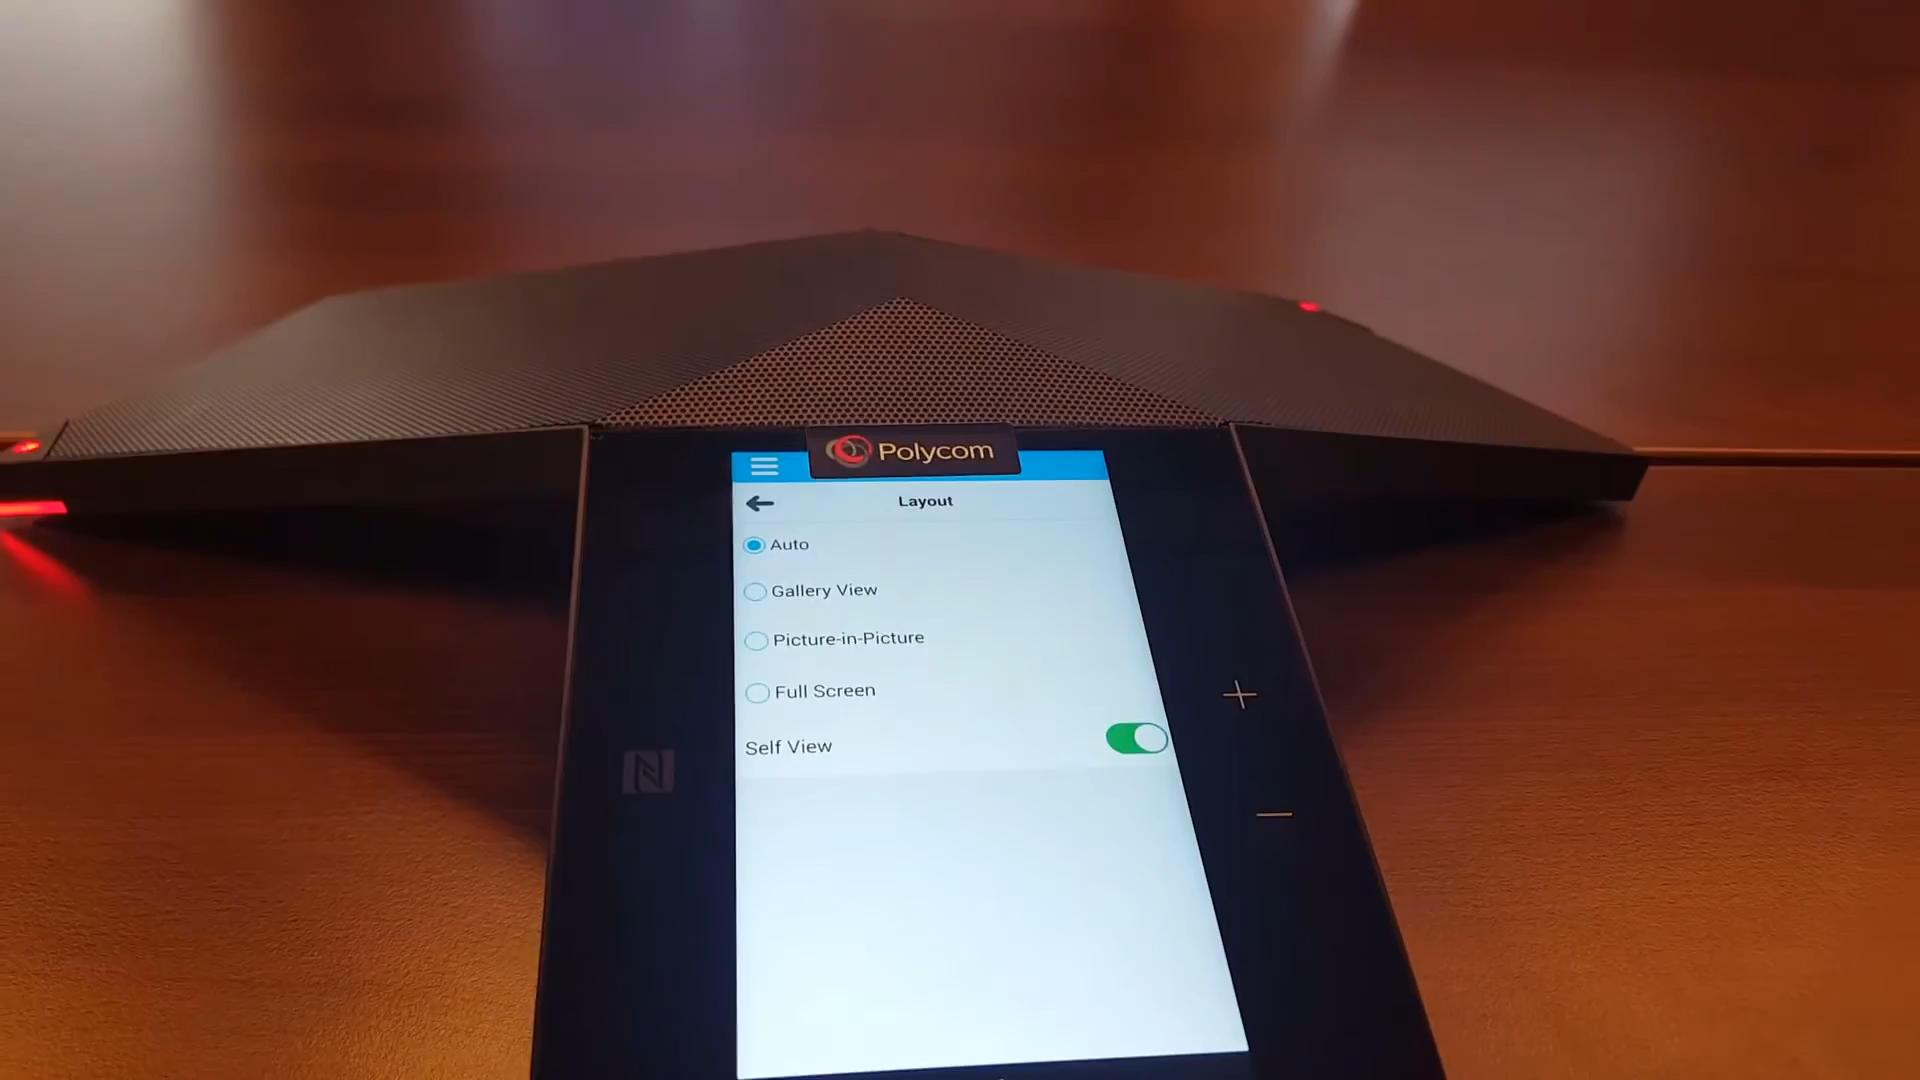 Polycom
Layout
Auto
Gallery View
Picture-in-Picture
Full Screen
Self View